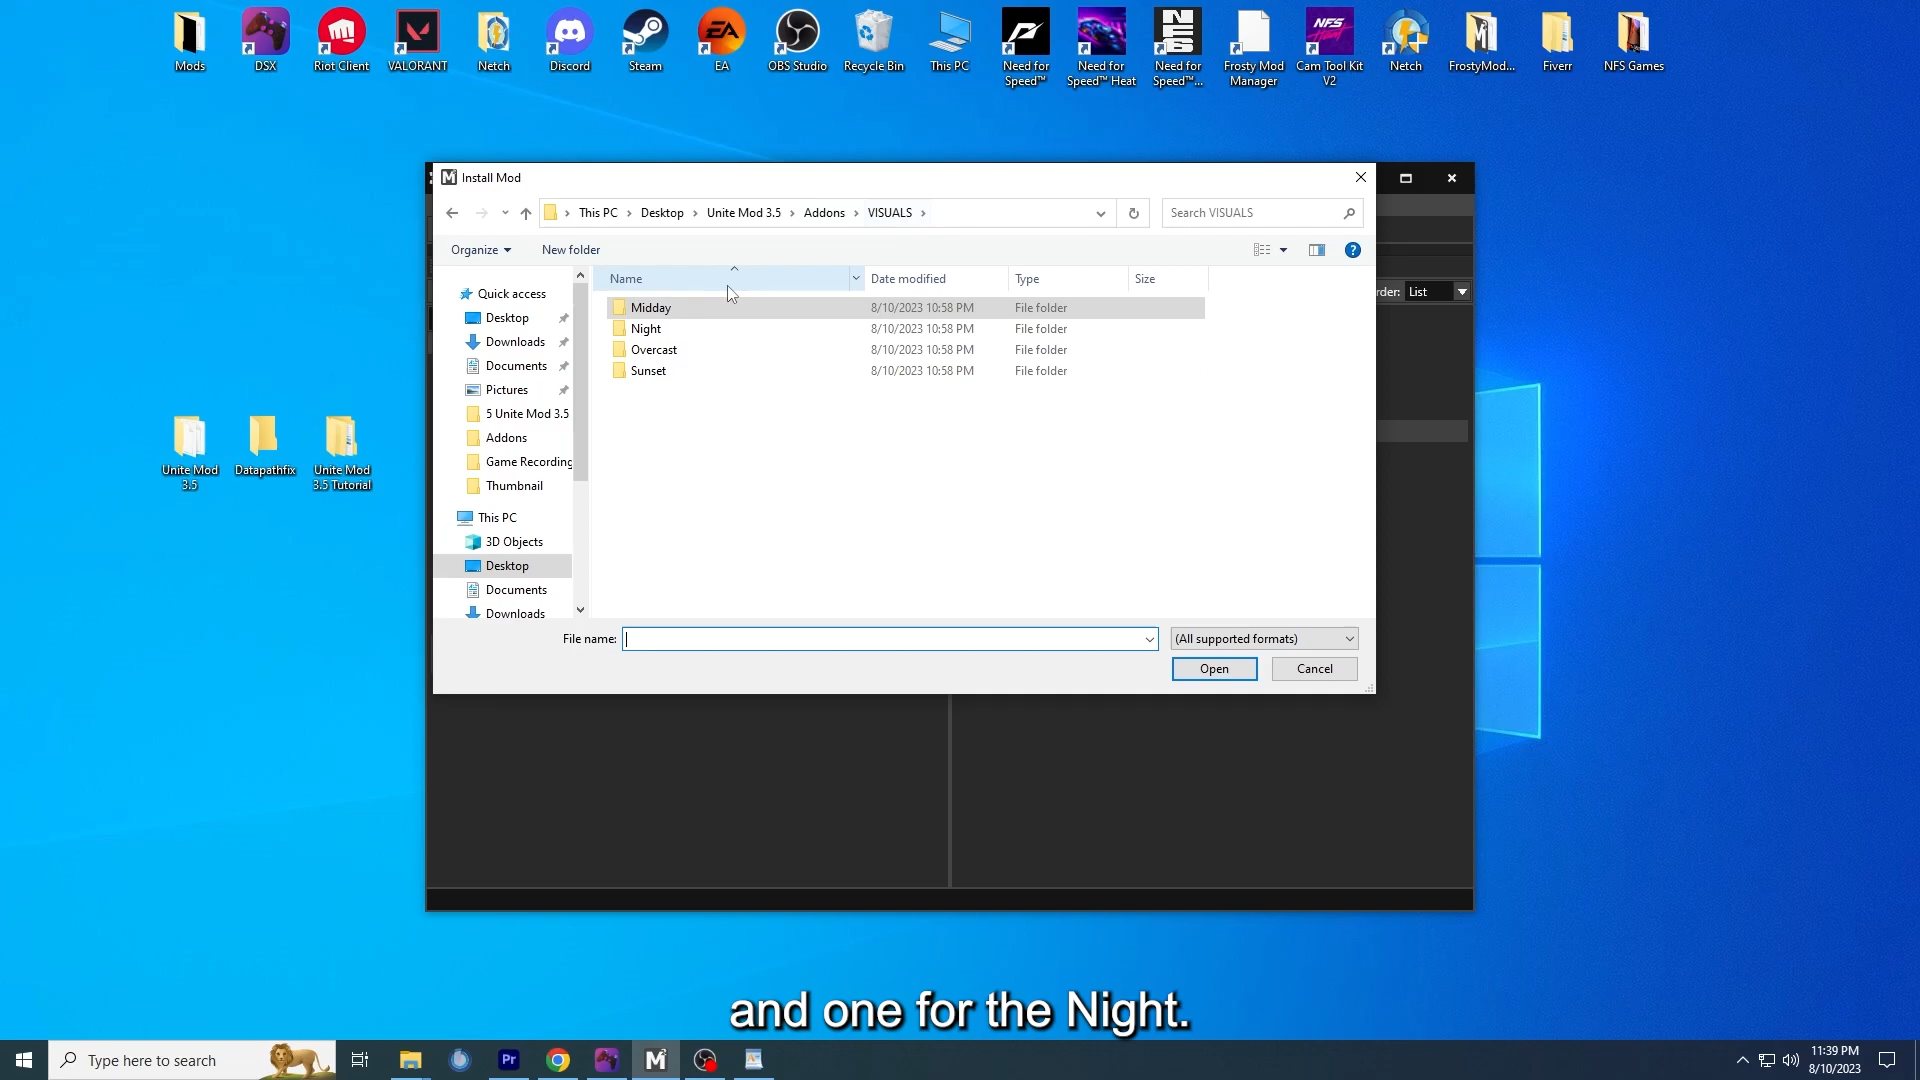 Mods
DSX
Riot Client
VALORANT
Netch
Discord
Steam
EA
OBS Studio
Recycle Bin
This PC
Need for
Speed™
Need for
Speed™ Heat
Need for
Speed™...
Frosty Mod
Manager
Cam Tool Kit
V2
Netch
FrostyMod...
Fiverr
NFS Games
Install Mod
This PC
Desktop
Unite Mod 3.5
Addons
VISUALS
Search VISUALS
Organize
New folder
Name
Date modified
Type
Size
rder:
List
Midday 8/10/2023 10:58 PM File folder
Night 8/10/2023 10:58 PM File folder
Overcast 8/10/2023 10:58 PM File folder
Sunset 8/10/2023 10:58 PM File folder
Quick access
Desktop
Downloads
Documents
Pictures
5 Unite Mod 3.5
Addons
Game Recording
Thumbnail
This PC
3D Objects
Desktop
Documents
Downloads
Unite Mod
3.5
Datapathfix
Unite Mod
3.5 Tutorial
File name:
(All supported formats)
Open
Cancel
and one for the Night.
Type here to search
Pr
11:39 PM
8/10/2023